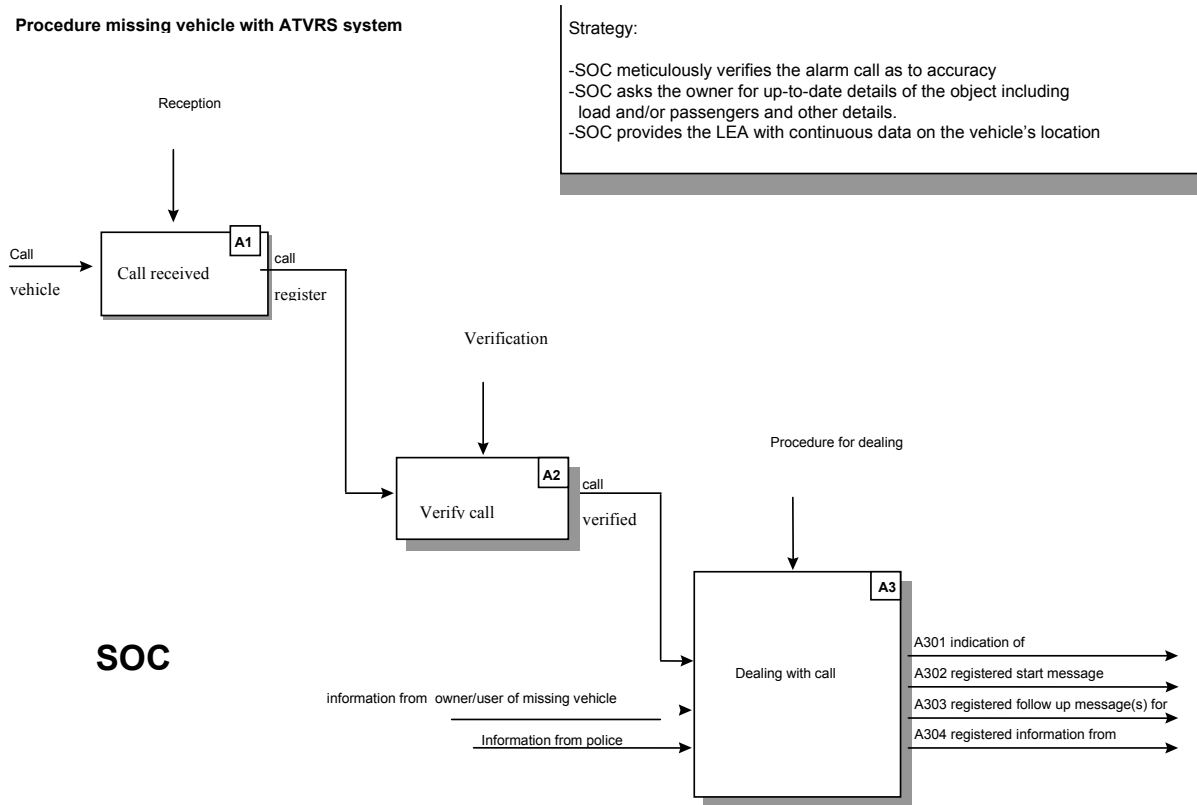 Procedure missing vehicle with ATVRS system
Strategy:
-SOC meticulously verifies the alarm call as to accuracy
-SOC asks the owner for up-to-date details of the object including
load and/or passengers and other details.
-SOC provides the LEA with continuous data on the vehicle's location
Reception
A1
Call
vehicle
Call received
call
register
Verification
A2
Verify call
call
verified
Procedure for dealing
A3
Dealing with call
SOC
information from owner/user of missing vehicle
Information from police
A301 indication of
A302 registered start message
A303 registered follow up message(s) for
A304 registered information from